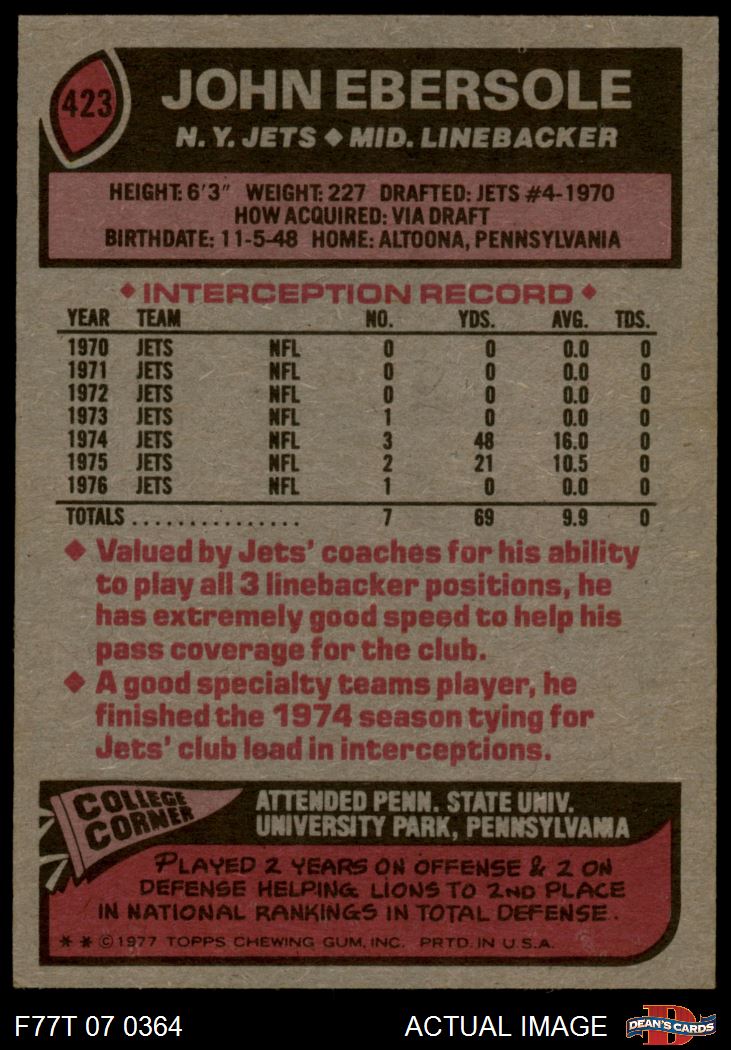 423
JOHN EBERSOLE
N.Y. JETS ♦ MID. LINEBACKER
HEIGHT: 6'3" WEIGHT: 227 DRAFTED: JETS #4-1970
HOW ACQUIRED: VIA DRAFT
BIRTHDATE: 11-5-48 HOME: ALTOONA, PENNSYLVANIA
♦ INTERCEPTION RECORD ♦
YEAR TEAM NO. YDS. AVG. TDS.
1970 JETS NFL 0 0 0.0 0
1971 JETS NFL 0 0 0.0 0
1972 JETS NFL 0 0 0.0 0
1973 JETS NFL 1 0 0.0 0
1974 JETS NFL 3 48 16.0 0
1975 JETS NFL 2 21 10.5 0
1976 JETS NFL 1 0 0.0 0
TOTALS ............... 7 69 9.9 0
♦ Valued by Jets' coaches for his ability
to play all 3 linebacker positions, he
has extremely good speed to help his
pass coverage for the club.
♦ A good specialty teams player, he
finished the 1974 season tying for
Jets' club lead in interceptions.
COLLEGE
CORNER
ATTENDED PENN. STATE UNIV.
UNIVERSITY PARK, PENNSYLVANIA
PLAYED 2 YEARS ON OFFENSE & 2 ON
DEFENSE HELPING LIONS TO 2ND PLACE
IN NATIONAL RANKINGS IN TOTAL DEFENSE.
* * © 1977 TOPPS CHEWING GUM, INC. PRTD. IN U.S.A.
F77T 07 0364
ACTUAL IMAGE
D
DEAN'S CARDS